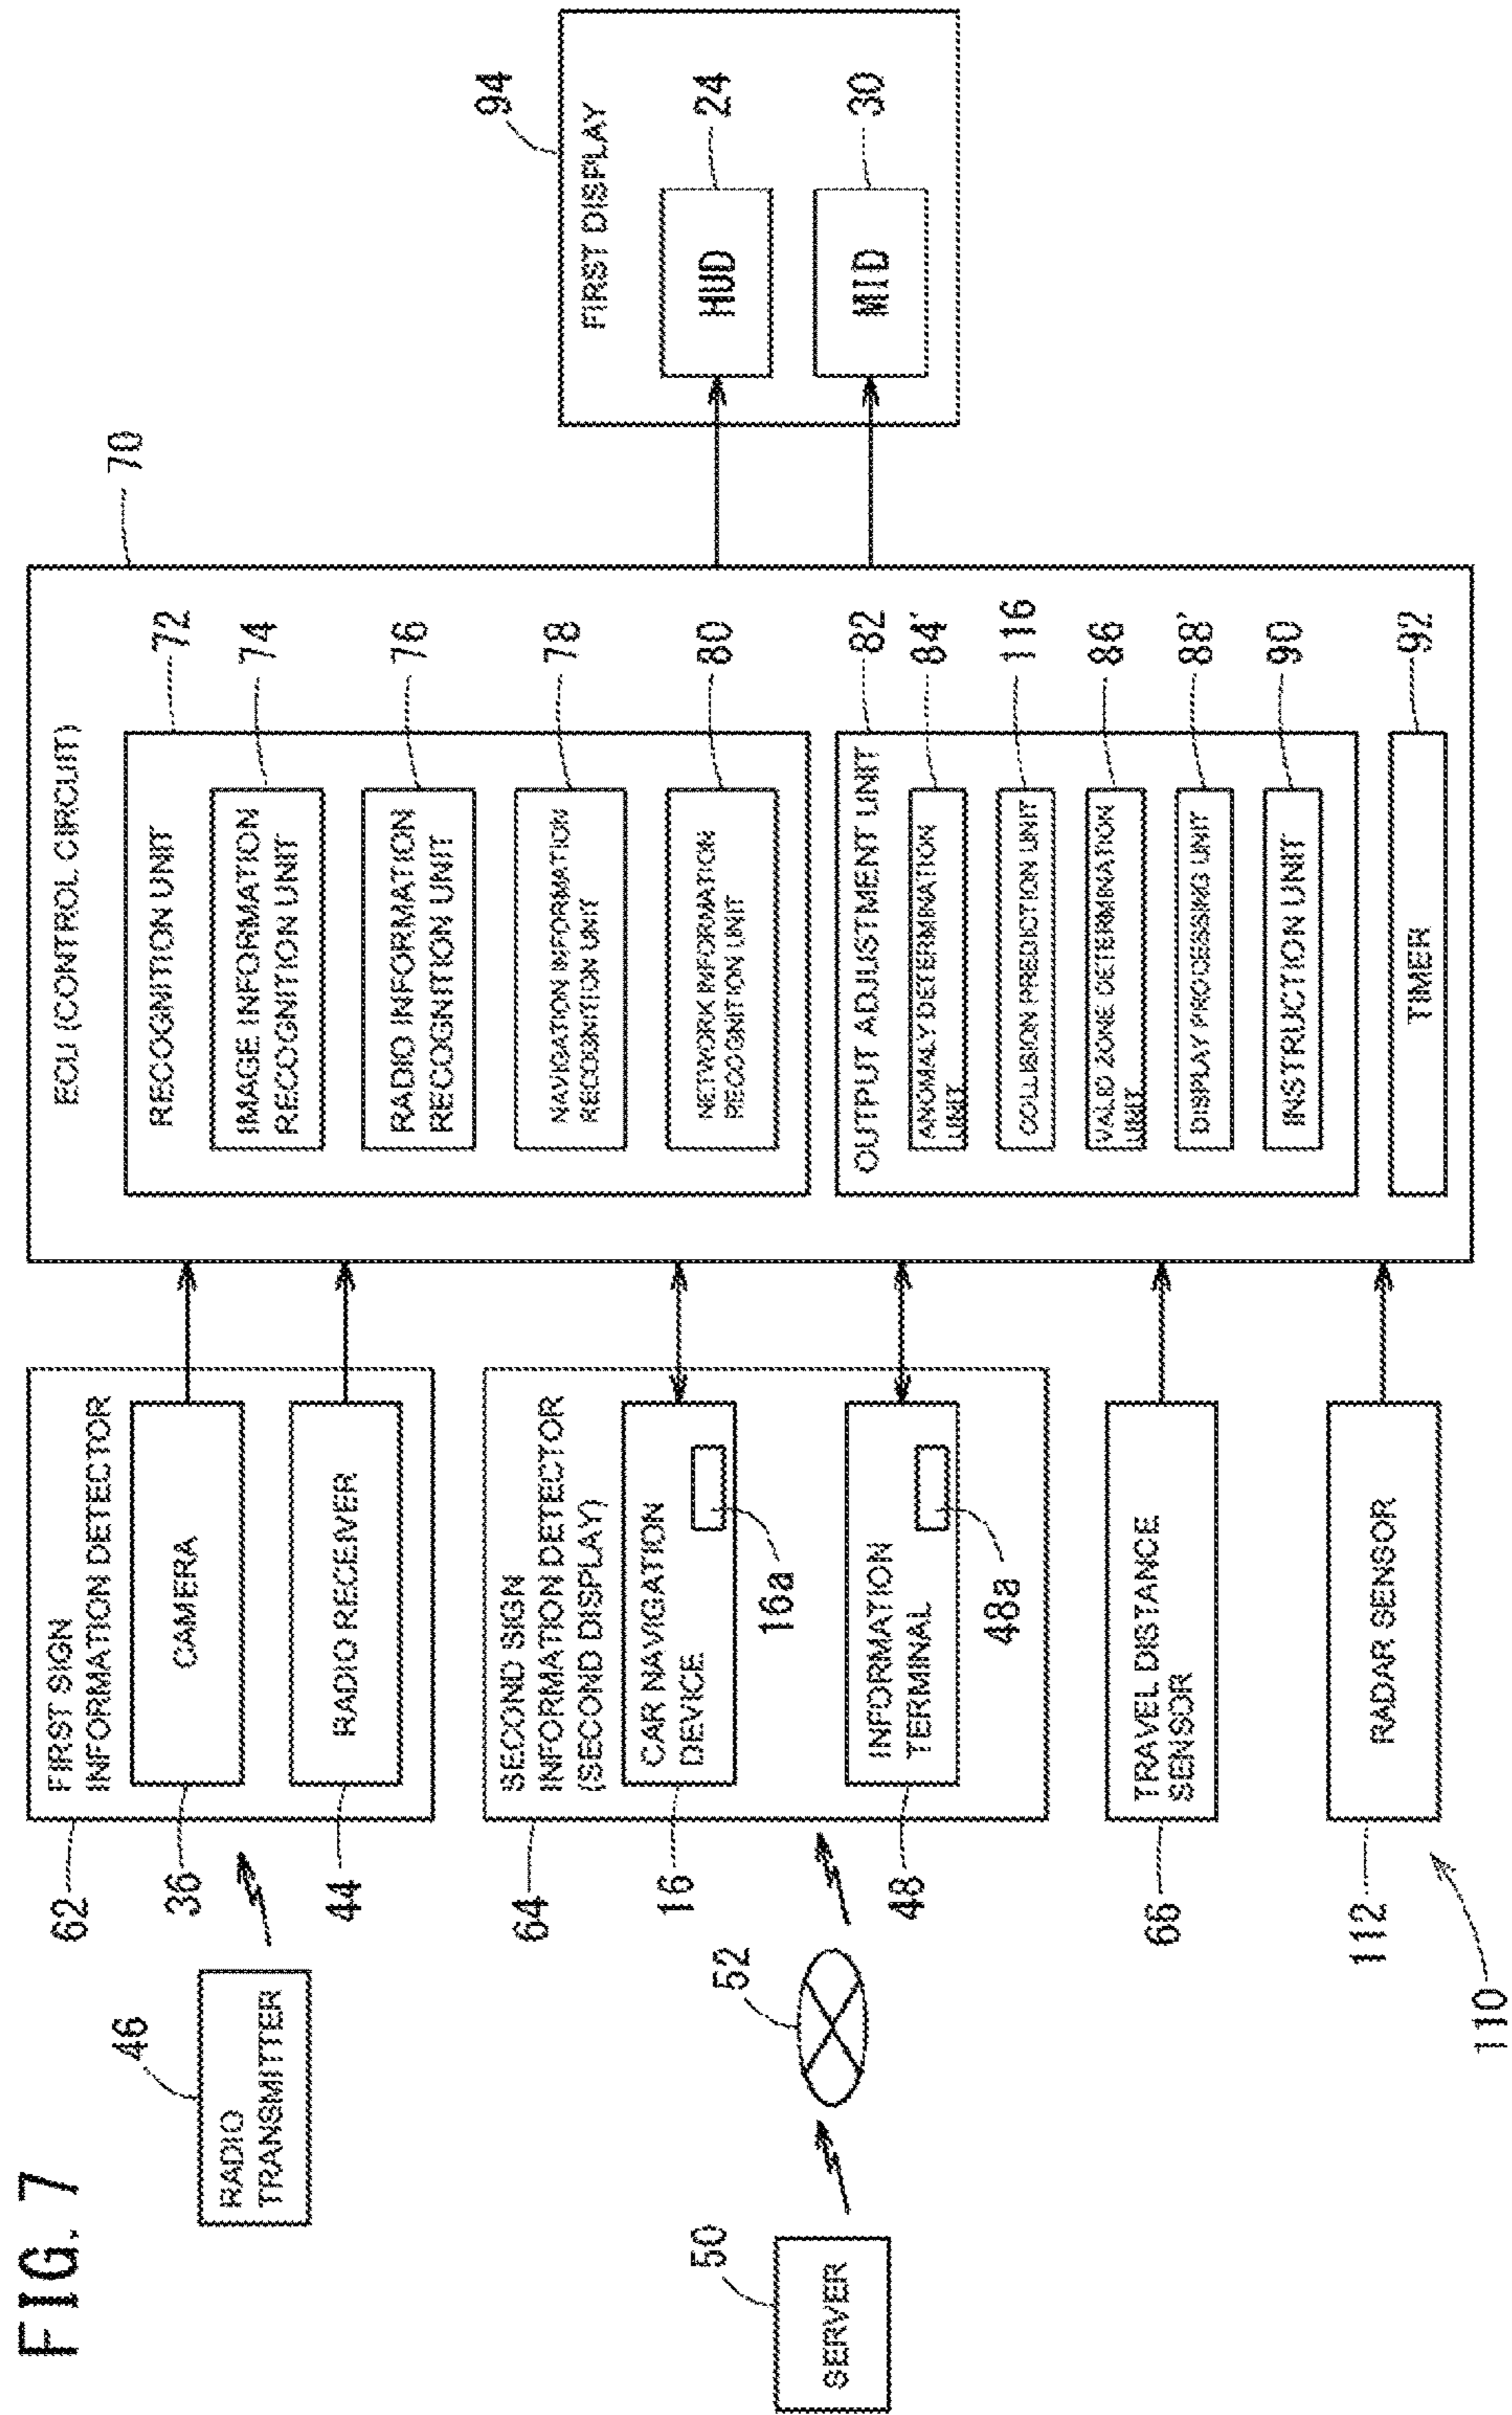 FIG. 7
46
RADIO
TRANSMITTER
50
SERVER
52
62
FIRST SIGN
INFORMATION DETECTOR
36
CAMERA
44
RADIO RECEIVER
64
SECOND SIGN
INFORMATION DETECTOR
(SECOND DISPLAY)
16
CAR NAVIGATION
DEVICE
16a
48
INFORMATION
TERMINAL
48a
66
TRAVEL DISTANCE
SENSOR
112
RADAR SENSOR
110
70
ECU (CONTROL CIRCUIT)
72
RECOGNITION UNIT
74
IMAGE INFORMATION
RECOGNITION UNIT
76
RADIO INFORMATION
RECOGNITION UNIT
78
NAVIGATION INFORMATION
RECOGNITION UNIT
80
NETWORK INFORMATION
RECOGNITION UNIT
82
OUTPUT ADJUSTMENT UNIT
84'
ANOMALY DETERMINATION
UNIT
116
COLLISION PREDICTION UNIT
86
VALID ZONE DETERMINATION
UNIT
88'
DISPLAY PROCESSING UNIT
90
INSTRUCTION UNIT
92
TIMER
94
FIRST DISPLAY
24
HUD
30
MID